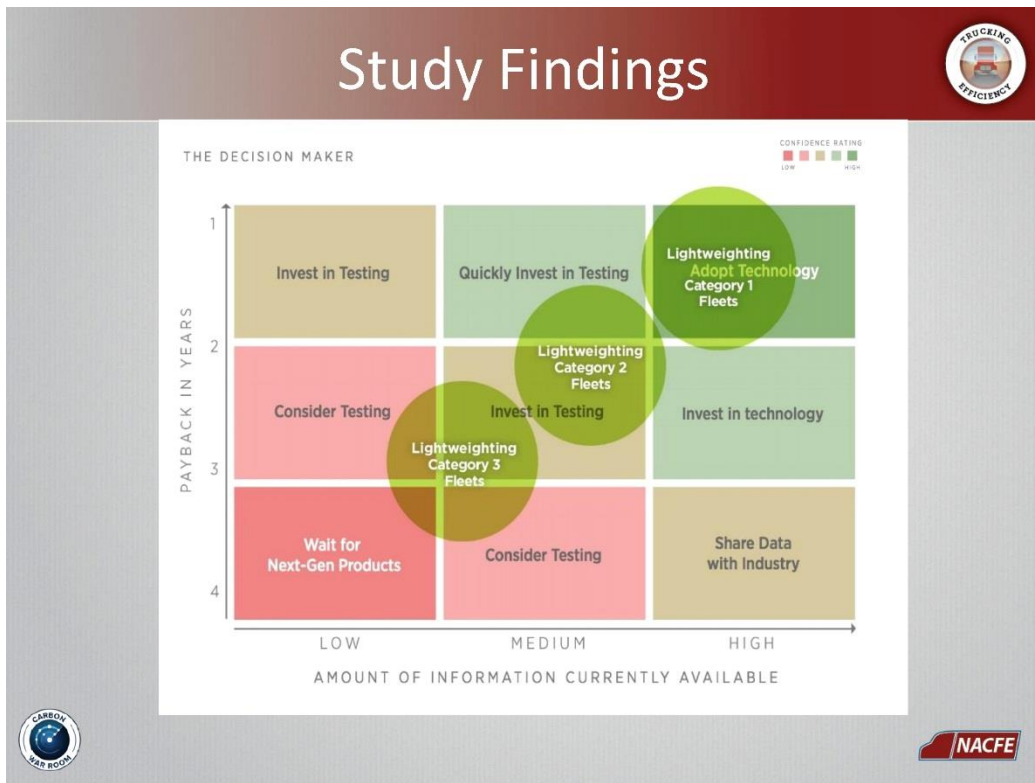 Study Findings
TRUCKING
EFFICIENCY
THE DECISION MAKER
CONFIDENCE RATING
LOW
HIGH
PAYBACK IN YEARS
1
2
3
4
Invest in Testing
Quickly Invest in Testing
Lightweighting
Adopt Technology
Category 1
Fleets
Consider Testing
Lightweighting
Category 2
Fleets
Invest in Testing
Invest in technology
Lightweighting
Category 3
Fleets
Wait for
Next-Gen Products
Consider Testing
Share Data
with Industry
LOW
MEDIUM
HIGH
AMOUNT OF INFORMATION CURRENTLY AVAILABLE
CARBON
WAR ROOM
NACFE